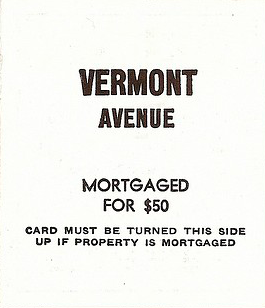 VERMONT
AVENUE
MORTGAGED
FOR $50
CARD MUST BE TURNED THIS SIDE
UP IF PROPERTY IS MORTGAGED